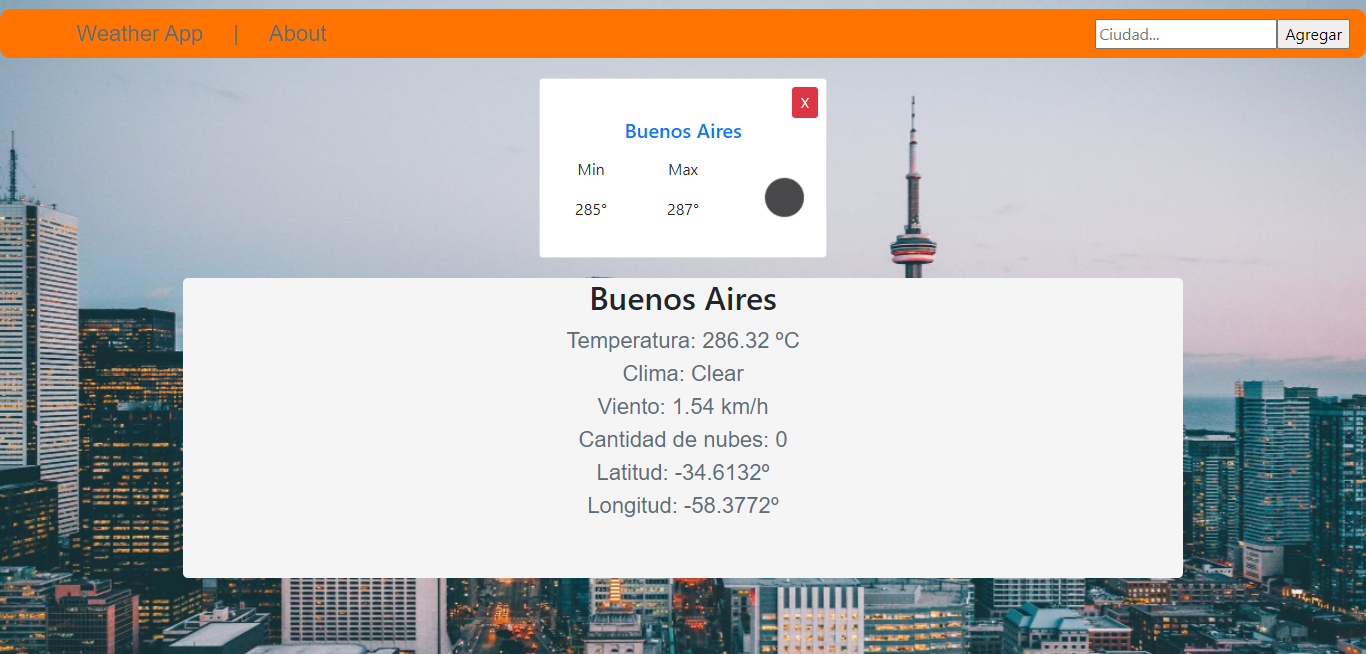 Weather App | About Ciudad... Agregar
X
Buenos Aires
Min Max
285° 287°
Buenos Aires
Temperatura: 286.32 ºC
Clima: Clear
Viento: 1.54 km/h
Cantidad de nubes: 0
Latitud: -34.6132º
Longitud: -58.3772º